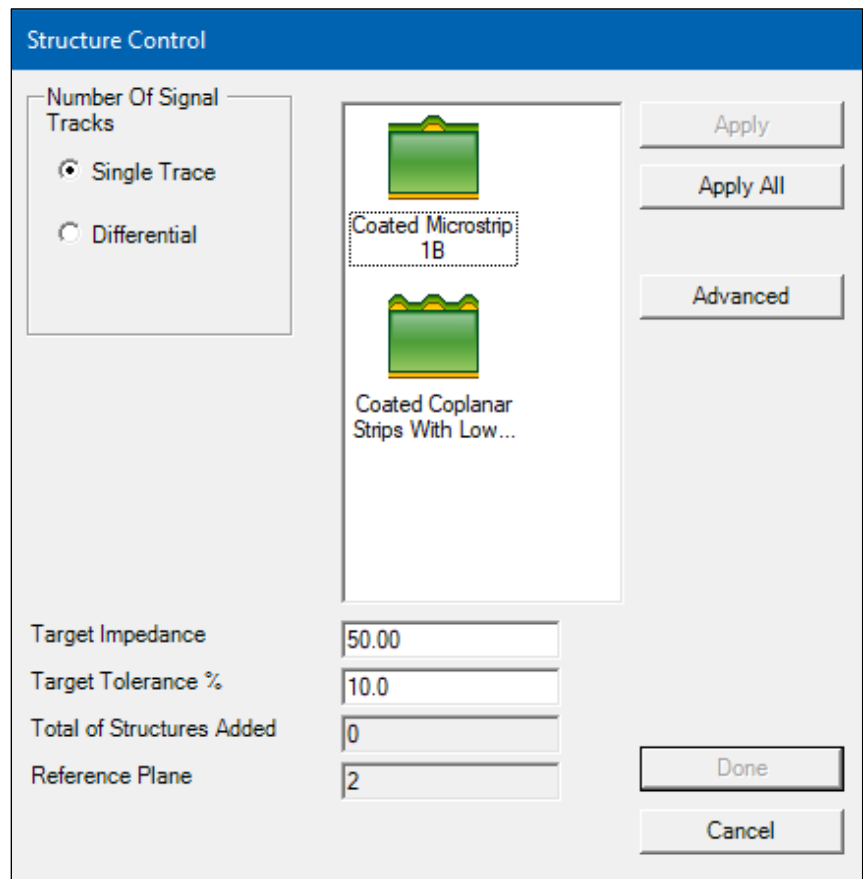 Structure Control
Number Of Signal
Tracks
Single Trace
Differential
Coated Microstrip
1B
Coated Coplanar
Strips With Low...
Apply
Apply All
Advanced
Target Impedance
50.00
Target Tolerance %
10.0
Total of Structures Added
0
Reference Plane
2
Done
Cancel